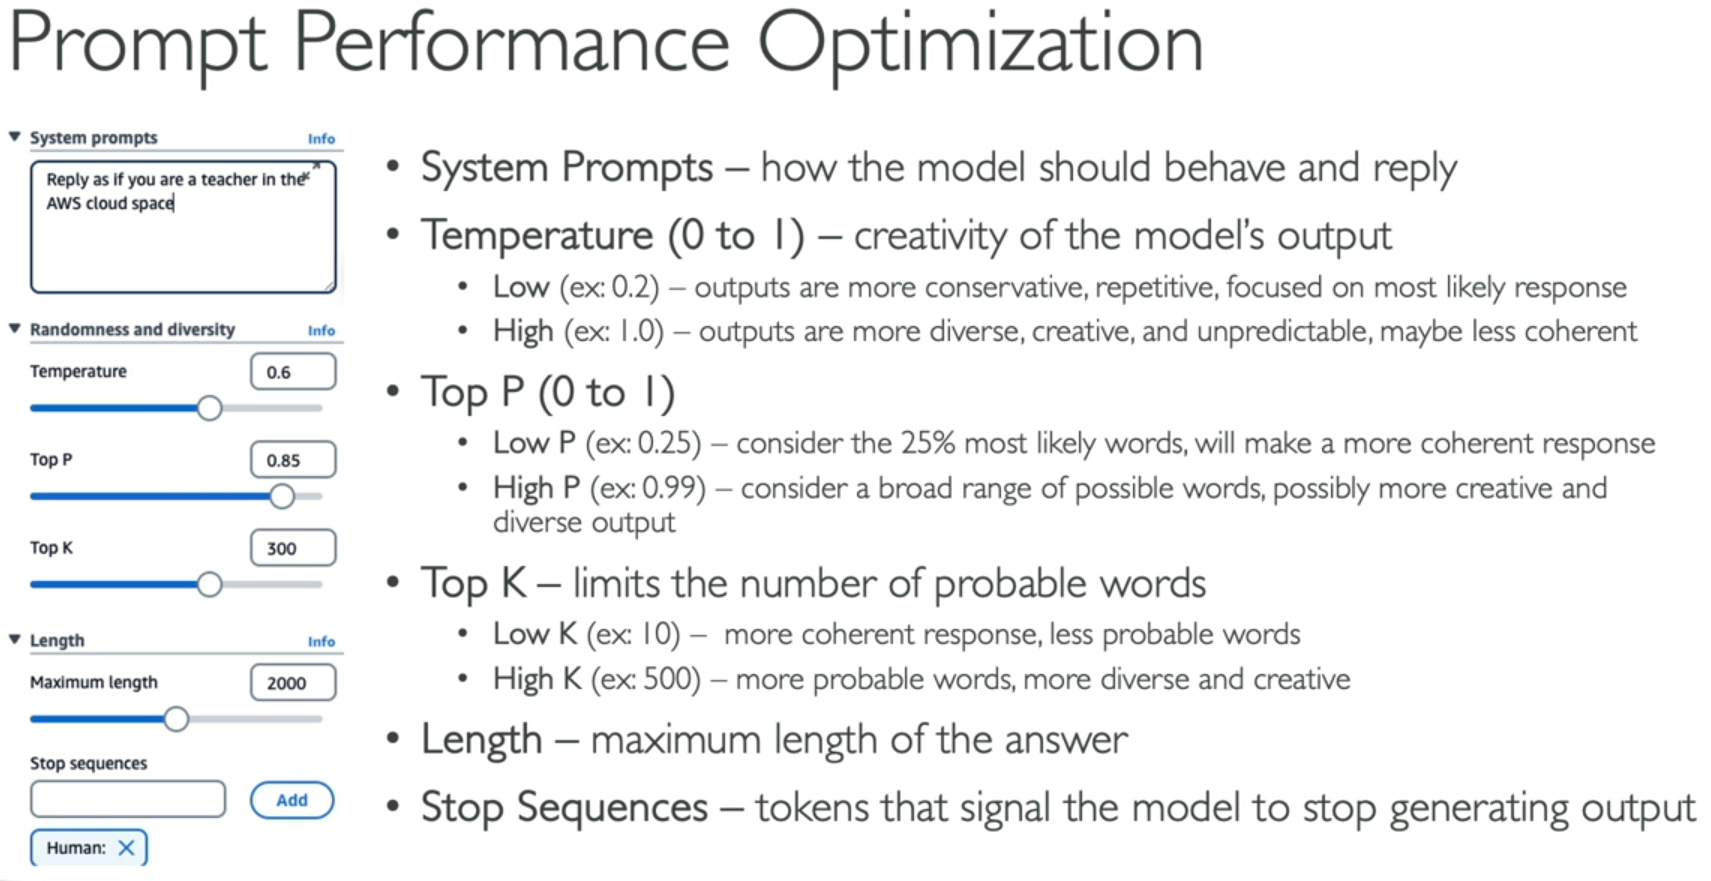 Prompt Performance Optimization
System prompts Info
Reply as if you are a teacher in the
AWS cloud space
Randomness and diversity Info
Temperature 0.6
Top P 0.85
Top K 300
Length Info
Maximum length 2000
Stop sequences
Add
Human:
• System Prompts – how the model should behave and reply
• Temperature (0 to 1) – creativity of the model's output
• Low (ex: 0.2) – outputs are more conservative, repetitive, focused on most likely response
• High (ex: 1.0) – outputs are more diverse, creative, and unpredictable, maybe less coherent
• Top P (0 to 1)
• Low P (ex: 0.25) – consider the 25% most likely words, will make a more coherent response
• High P (ex: 0.99) – consider a broad range of possible words, possibly more creative and
diverse output
• Top K – limits the number of probable words
• Low K (ex: 10) – more coherent response, less probable words
• High K (ex: 500) – more probable words, more diverse and creative
• Length – maximum length of the answer
• Stop Sequences – tokens that signal the model to stop generating output